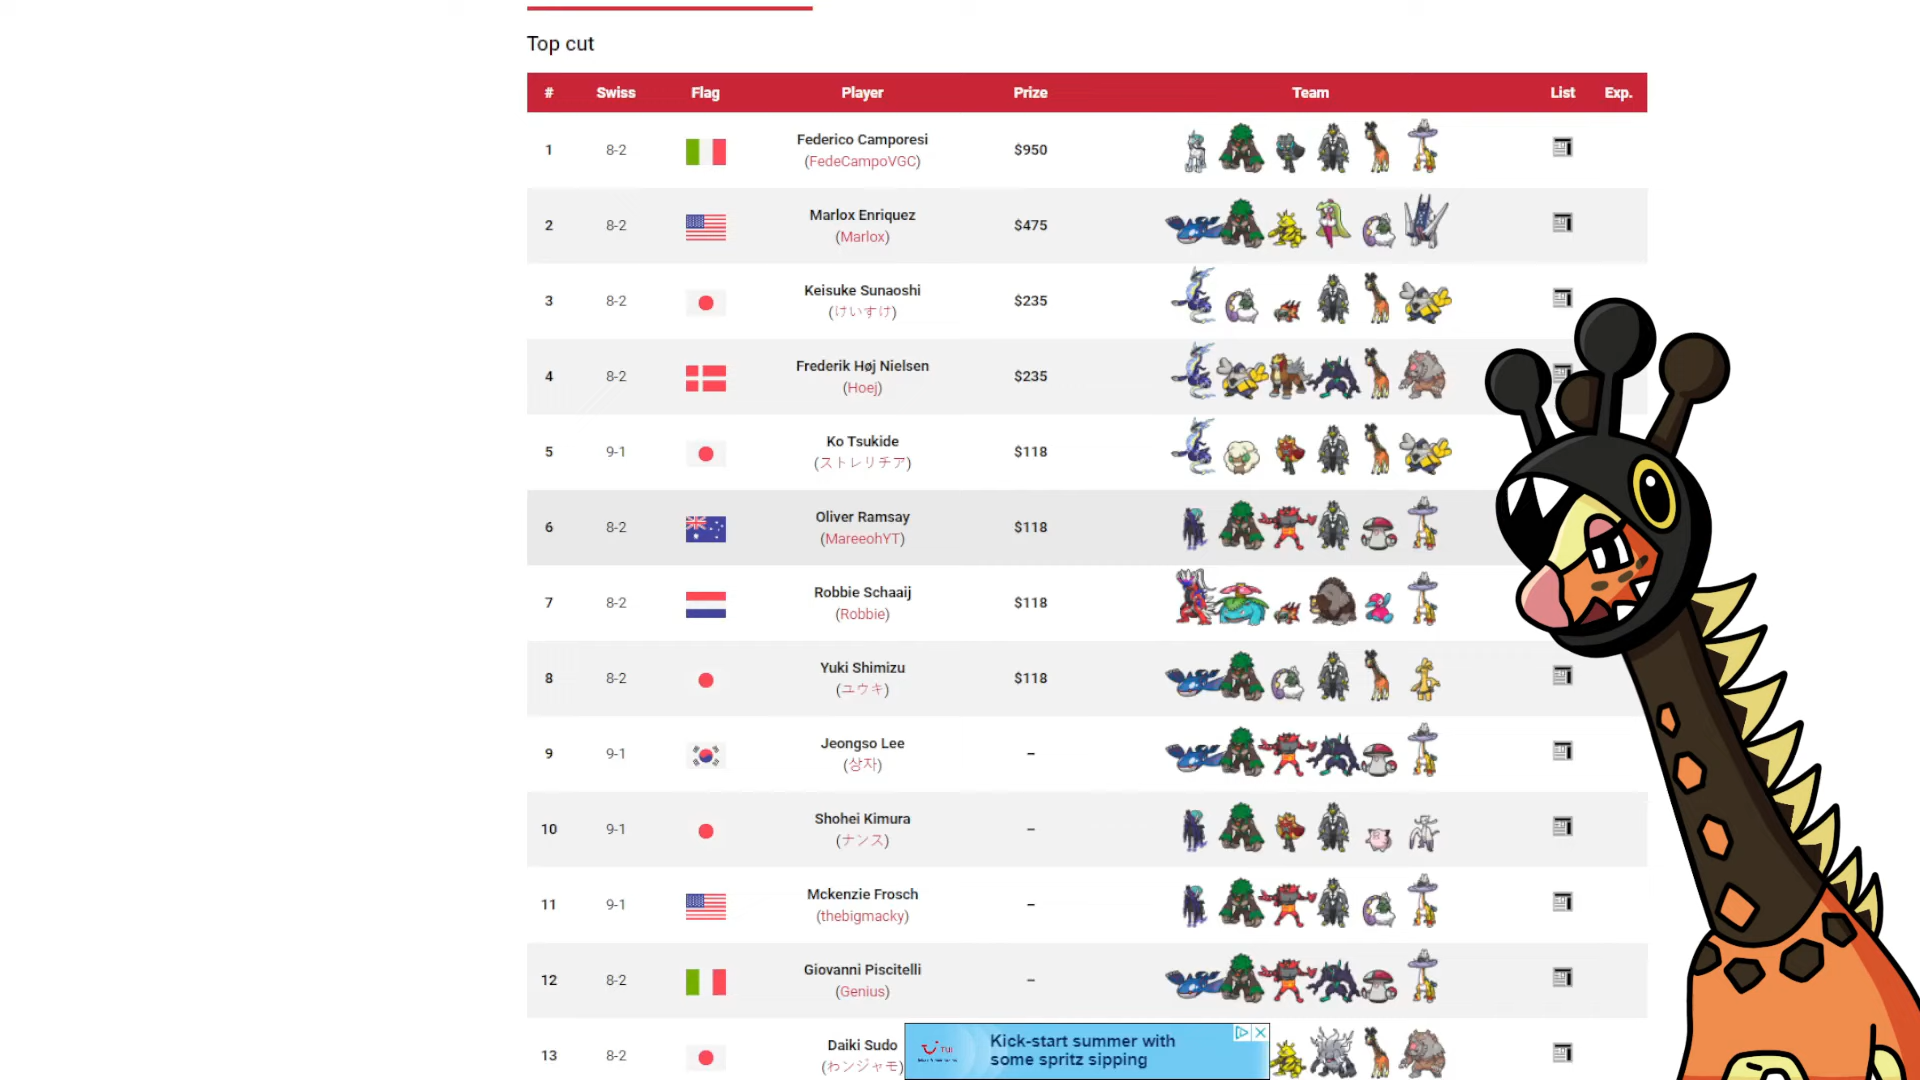 Top cut
# Swiss Flag Player Prize Team List Exp.
1 8-2 Federico Camporesi $950
(FedeCampoVGC)
2 8-2 Marlox Enriquez $475
(Marlox)
3 8-2 Keisuke Sunaoshi $235
(けいすけ)
4 8-2 Frederik Høj Nielsen $235
(Hoej)
5 9-1 Ko Tsukide $118
(ストレリチア)
6 8-2 Oliver Ramsay $118
(MareeohYT)
7 8-2 Robbie Schaaij $118
(Robbie)
8 8-2 Yuki Shimizu $118
(ユウキ)
9 9-1 Jeongso Lee –
(상자)
10 9-1 Shohei Kimura –
(ナンス)
11 9-1 Mckenzie Frosch –
(thebigmacky)
12 8-2 Giovanni Piscitelli –
(Genius)
13 8-2 Daiki Sudo
(わンジャモ)
TUI
Kick-start summer with
some spritz sipping